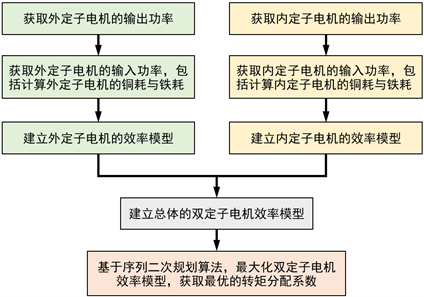 获取外定子电机的输出功率
获取内定子电机的输出功率
获取外定子电机的输入功率，包
括计算外定子电机的铜耗与铁耗
获取内定子电机的输入功率，包
括计算内定子电机的铜耗与铁耗
建立外定子电机的效率模型
建立内定子电机的效率模型
建立总体的双定子电机效率模型
基于序列二次规划算法，最大化双定子电机
效率模型，获取最优的转矩分配系数